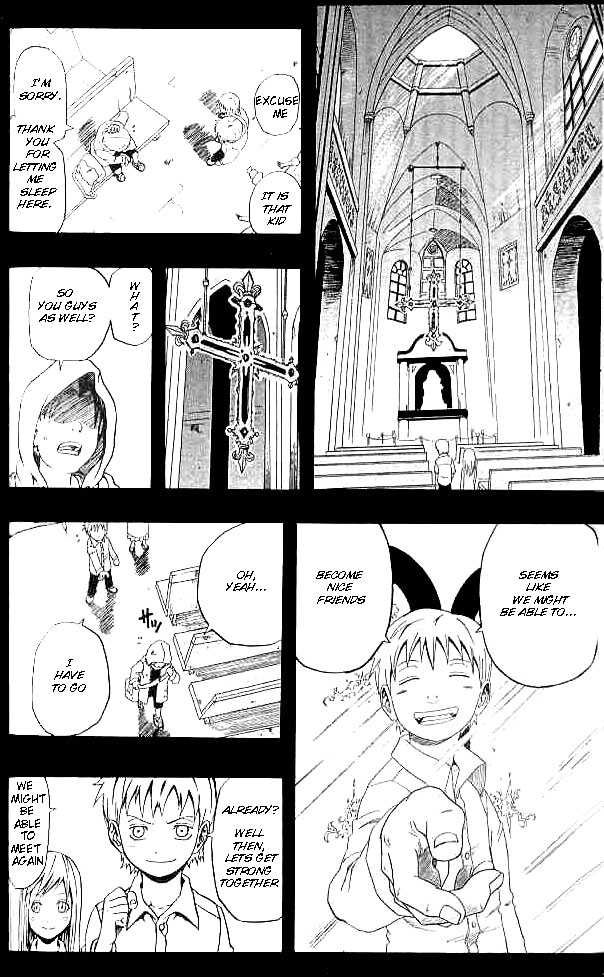 EXCUSE
ME
IT IS
THAT
KID
I'M
SORRY.
THANK
YOU
FOR
LETTING
ME
SLEEP
HERE.
W
H
A
T
?
SO
YOU GUYS
AS WELL?
SEEMS
LIKE
WE MIGHT
BE ABLE TO...
BECOME
NICE
FRIENDS
OH,
YEAH...
I
HAVE
TO GO
ALREADY?
WELL
THEN,
LETS GET
STRONG
TOGETHER
WE
MIGHT
BE
ABLE
TO
MEET
AGAIN